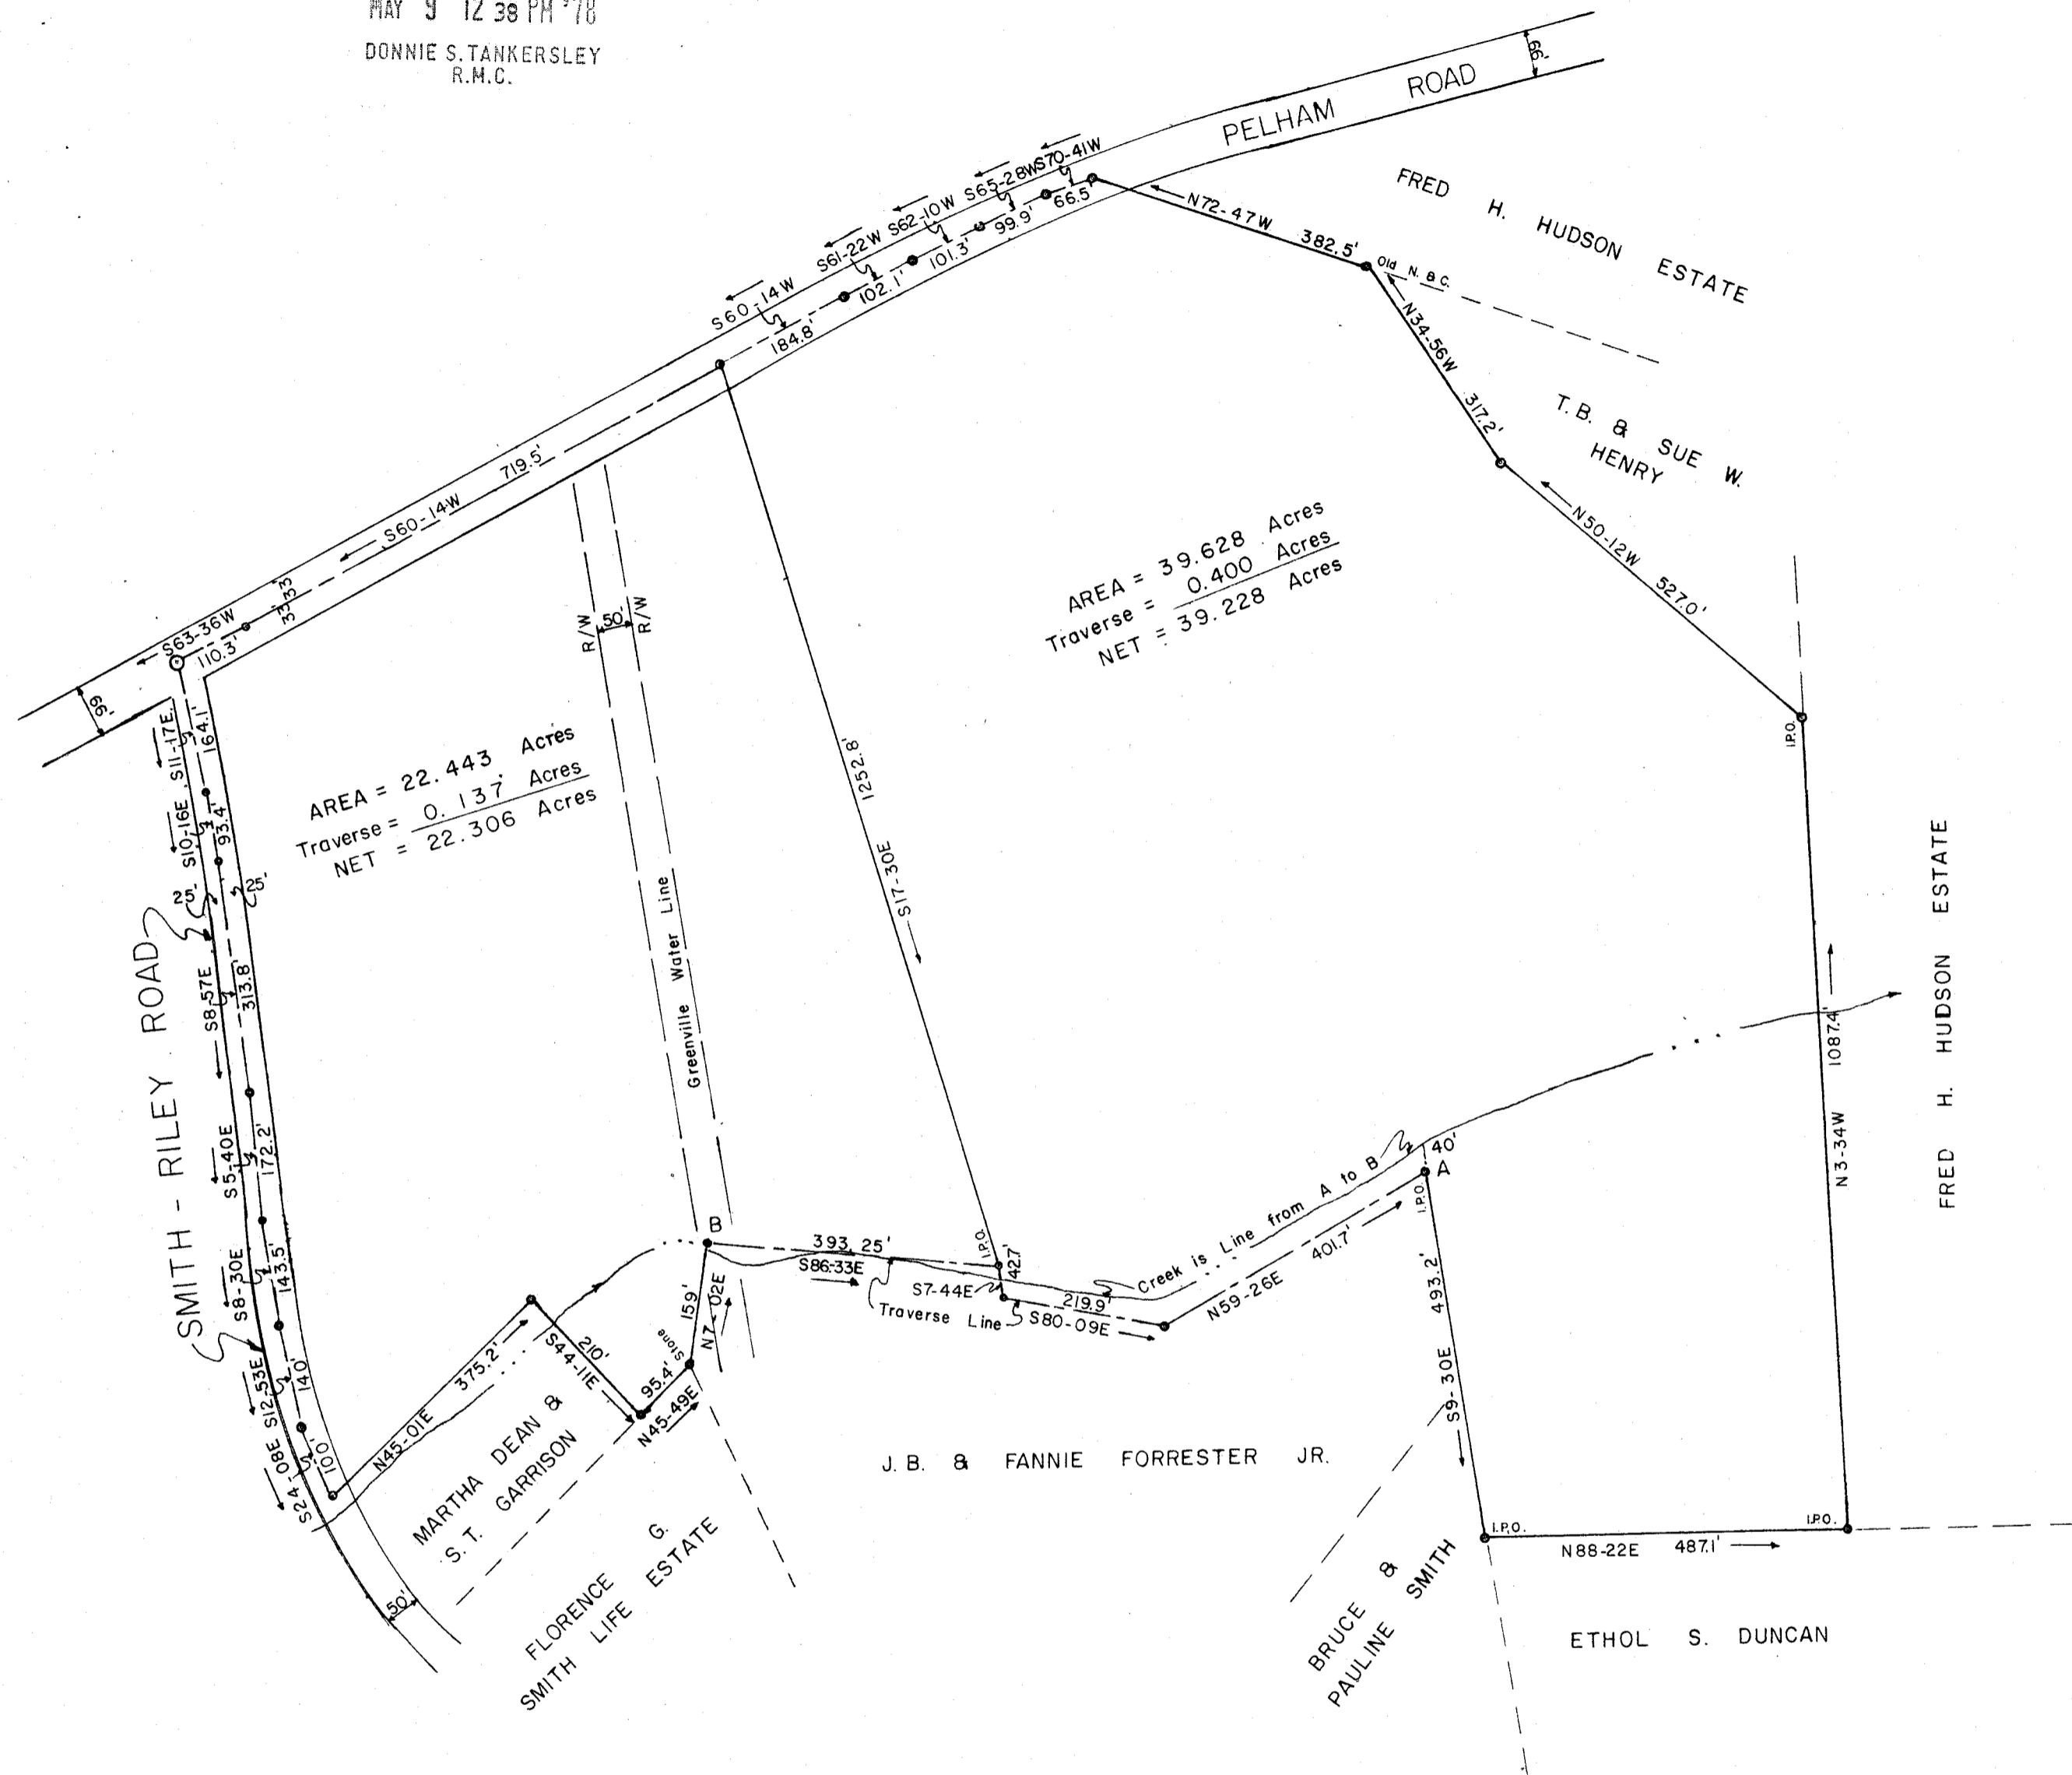 MAY 9 12 38 PM '78
DONNIE S. TANKERSLEY
R.M.C.
PELHAM ROAD
66'
S70-41W
66.5'
S65-28W
99.9'
S62-10W
101.3'
S61-22W
102.1'
S60-14W
184.8'
719.5'
S60-14W
33' 33'
S63-36W
110.3'
66'
N72-47W 382.5'
Old N. & C.
FRED H. HUDSON ESTATE
N34-56W 317.2'
T.B. & SUE W.
HENRY
N50-12W 527.0'
I.P.O.
AREA = 39.628 Acres
Traverse = 0.400 Acres
NET = 39.228 Acres
R/W 50' R/W
AREA = 22.443 Acres
Traverse = 0.137 Acres
NET = 22.306 Acres
1252.8'
S17-30E
Greenville Water Line
S11-17E
164.1'
S10-16E
93.4'
25' 25'
SMITH - RILEY ROAD
S8-57E
313.8'
S5-40E
172.2'
S8-30E
143.5'
S12-53E
140'
S24-08E
100'
50'
FRED H. HUDSON ESTATE
1087.4'
N3-34W
40'
A
I.P.O.
Creek is Line from A to B
401.7'
N59-26E
B
393.25'
S86-33E
I.P.O.
42.7'
S7-44E
219.9'
Traverse Line
S80-09E
159'
N7-02E
Stone
95.4'
N45-49E
210'
S44-11E
375.2'
N45-01E
493.2'
S9-30E
MARTHA DEAN &
S. T. GARRISON
J.B. & FANNIE FORRESTER JR.
FLORENCE G.
SMITH LIFE ESTATE
BRUCE &
PAULINE SMITH
I.P.O.
I.P.O.
N88-22E 487.1'
ETHOL S. DUNCAN